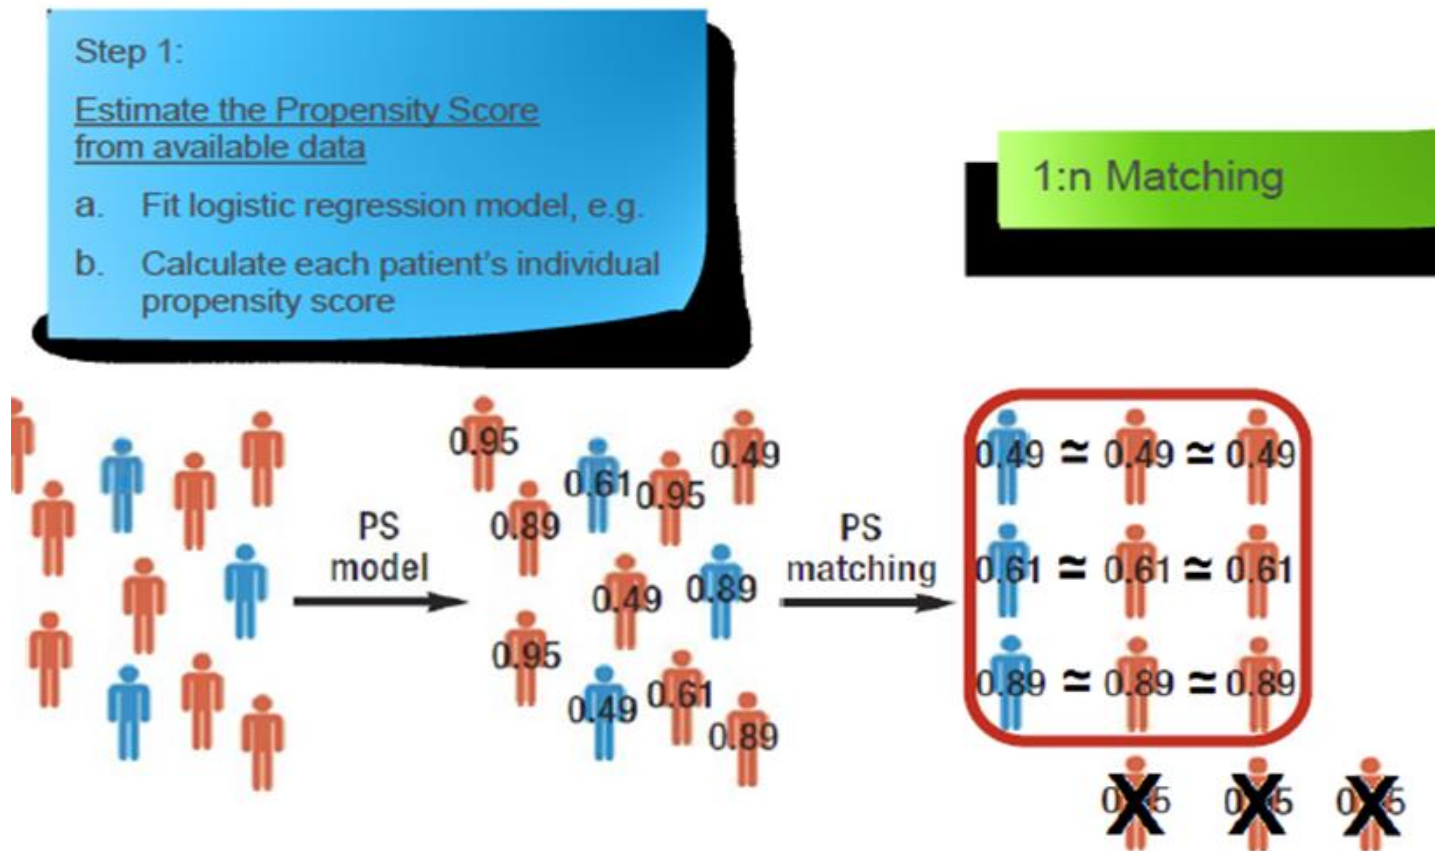 Step 1:
Estimate the Propensity Score
from available data
a. Fit logistic regression model, e.g.
b. Calculate each patient's individual
propensity score
1:n Matching
PS
model
0.95
0.49
0.61
0.95
0.89
0.49
0.89
0.95
0.49
0.61
0.89
PS
matching
0.49 ≃ 0.49 ≃ 0.49
0.61 ≃ 0.61 ≃ 0.61
0.89 ≃ 0.89 ≃ 0.89
X X X